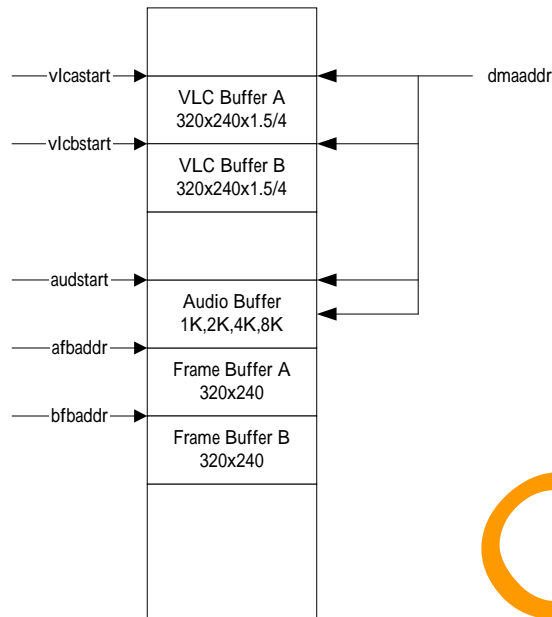 vlcastart
dmaaddr
VLC Buffer A
320x240x1.5/4
vlcbstart
VLC Buffer B
320x240x1.5/4
audstart
Audio Buffer
1K,2K,4K,8K
afbaddr
Frame Buffer A
320x240
bfbaddr
Frame Buffer B
320x240